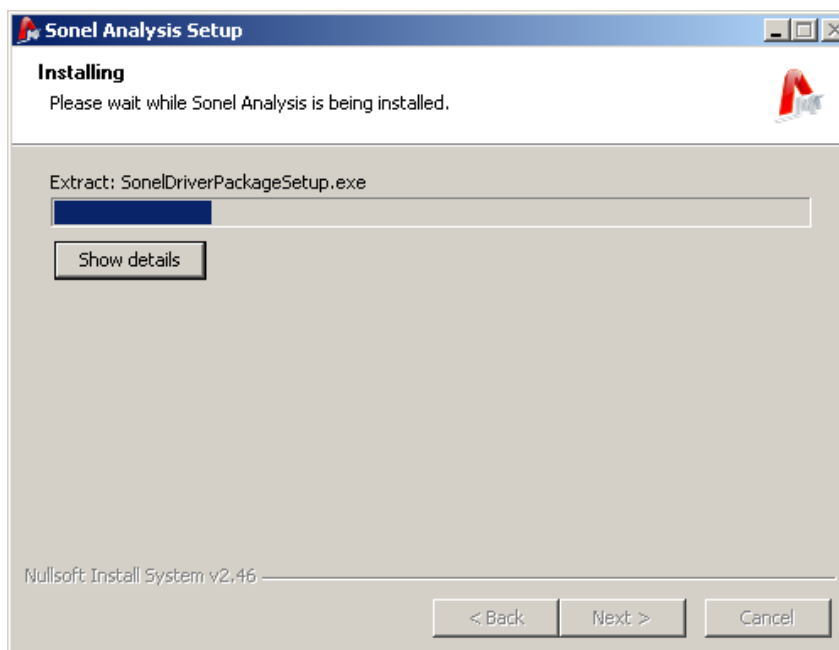 Sonel Analysis Setup
Installing
Please wait while Sonel Analysis is being installed.
Extract: SonelDriverPackageSetup.exe
Show details
Nullsoft Install System v2.46
< Back Next > Cancel